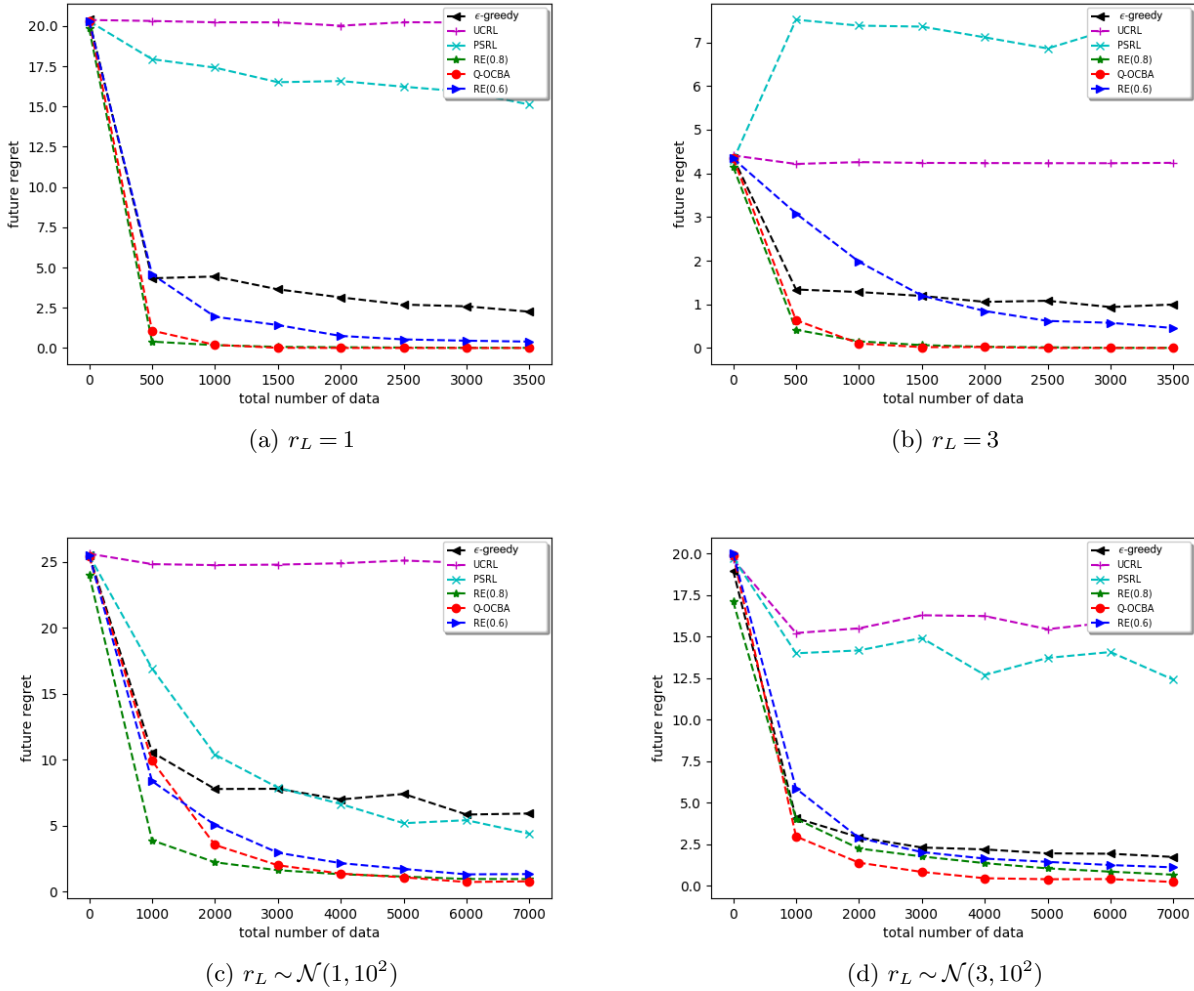 20.0
17.5
15.0
12.5
10.0
7.5
5.0
2.5
0.0
future regret
ϵ-greedy
UCRL
PSRL
RE(0.8)
Q-OCBA
RE(0.6)
0 500 1000 1500 2000 2500 3000 3500
total number of data
(a) r_L = 1
7
6
5
4
3
2
1
0
future regret
ϵ-greedy
UCRL
PSRL
RE(0.8)
Q-OCBA
RE(0.6)
0 500 1000 1500 2000 2500 3000 3500
total number of data
(b) r_L = 3
25
20
15
10
5
0
future regret
ϵ-greedy
UCRL
PSRL
RE(0.8)
Q-OCBA
RE(0.6)
0 1000 2000 3000 4000 5000 6000 7000
total number of data
(c) r_L ∼ 𝒩(1, 10²)
20.0
17.5
15.0
12.5
10.0
7.5
5.0
2.5
0.0
future regret
ϵ-greedy
UCRL
PSRL
RE(0.8)
Q-OCBA
RE(0.6)
0 1000 2000 3000 4000 5000 6000 7000
total number of data
(d) r_L ∼ 𝒩(3, 10²)